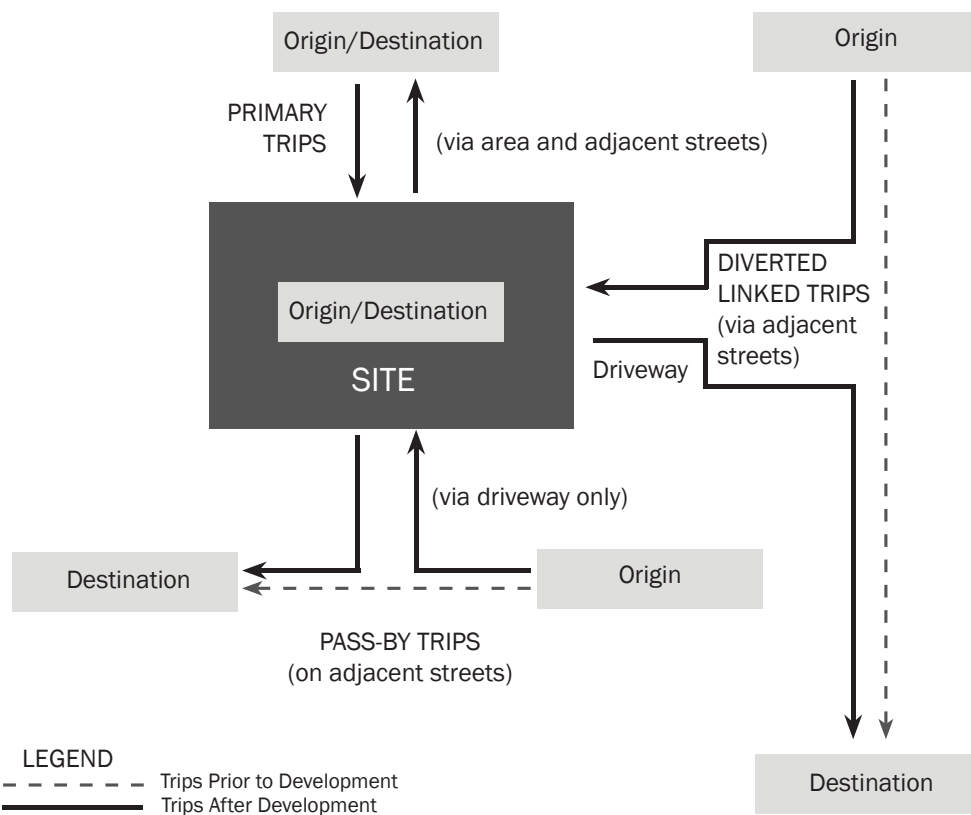 Origin/Destination
Origin
PRIMARY
TRIPS
(via area and adjacent streets)
DIVERTED
LINKED TRIPS
(via adjacent
streets)
Origin/Destination
SITE
Driveway
(via driveway only)
Destination
Origin
PASS-BY TRIPS
(on adjacent streets)
LEGEND
Trips Prior to Development
Trips After Development
Destination